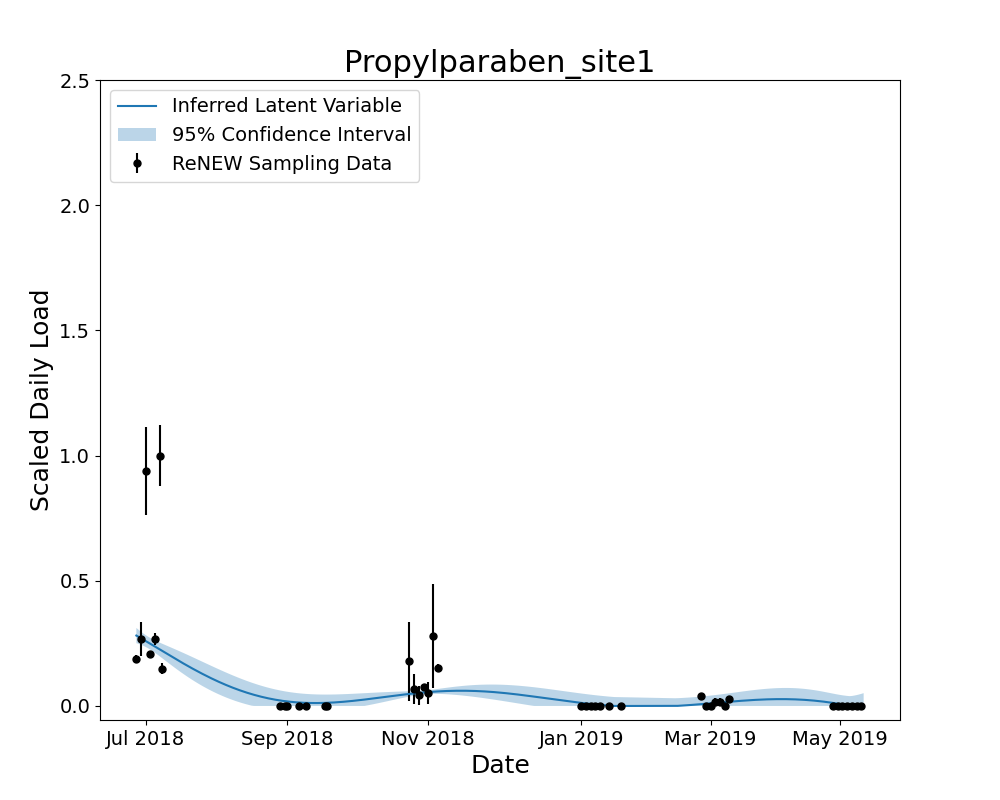 Propylparaben_site1
Inferred Latent Variable
95% Confidence Interval
ReNEW Sampling Data
Scaled Daily Load
2.5
2.0
1.5
1.0
0.5
0.0
Jul 2018 Sep 2018 Nov 2018 Jan 2019 Mar 2019 May 2019
Date